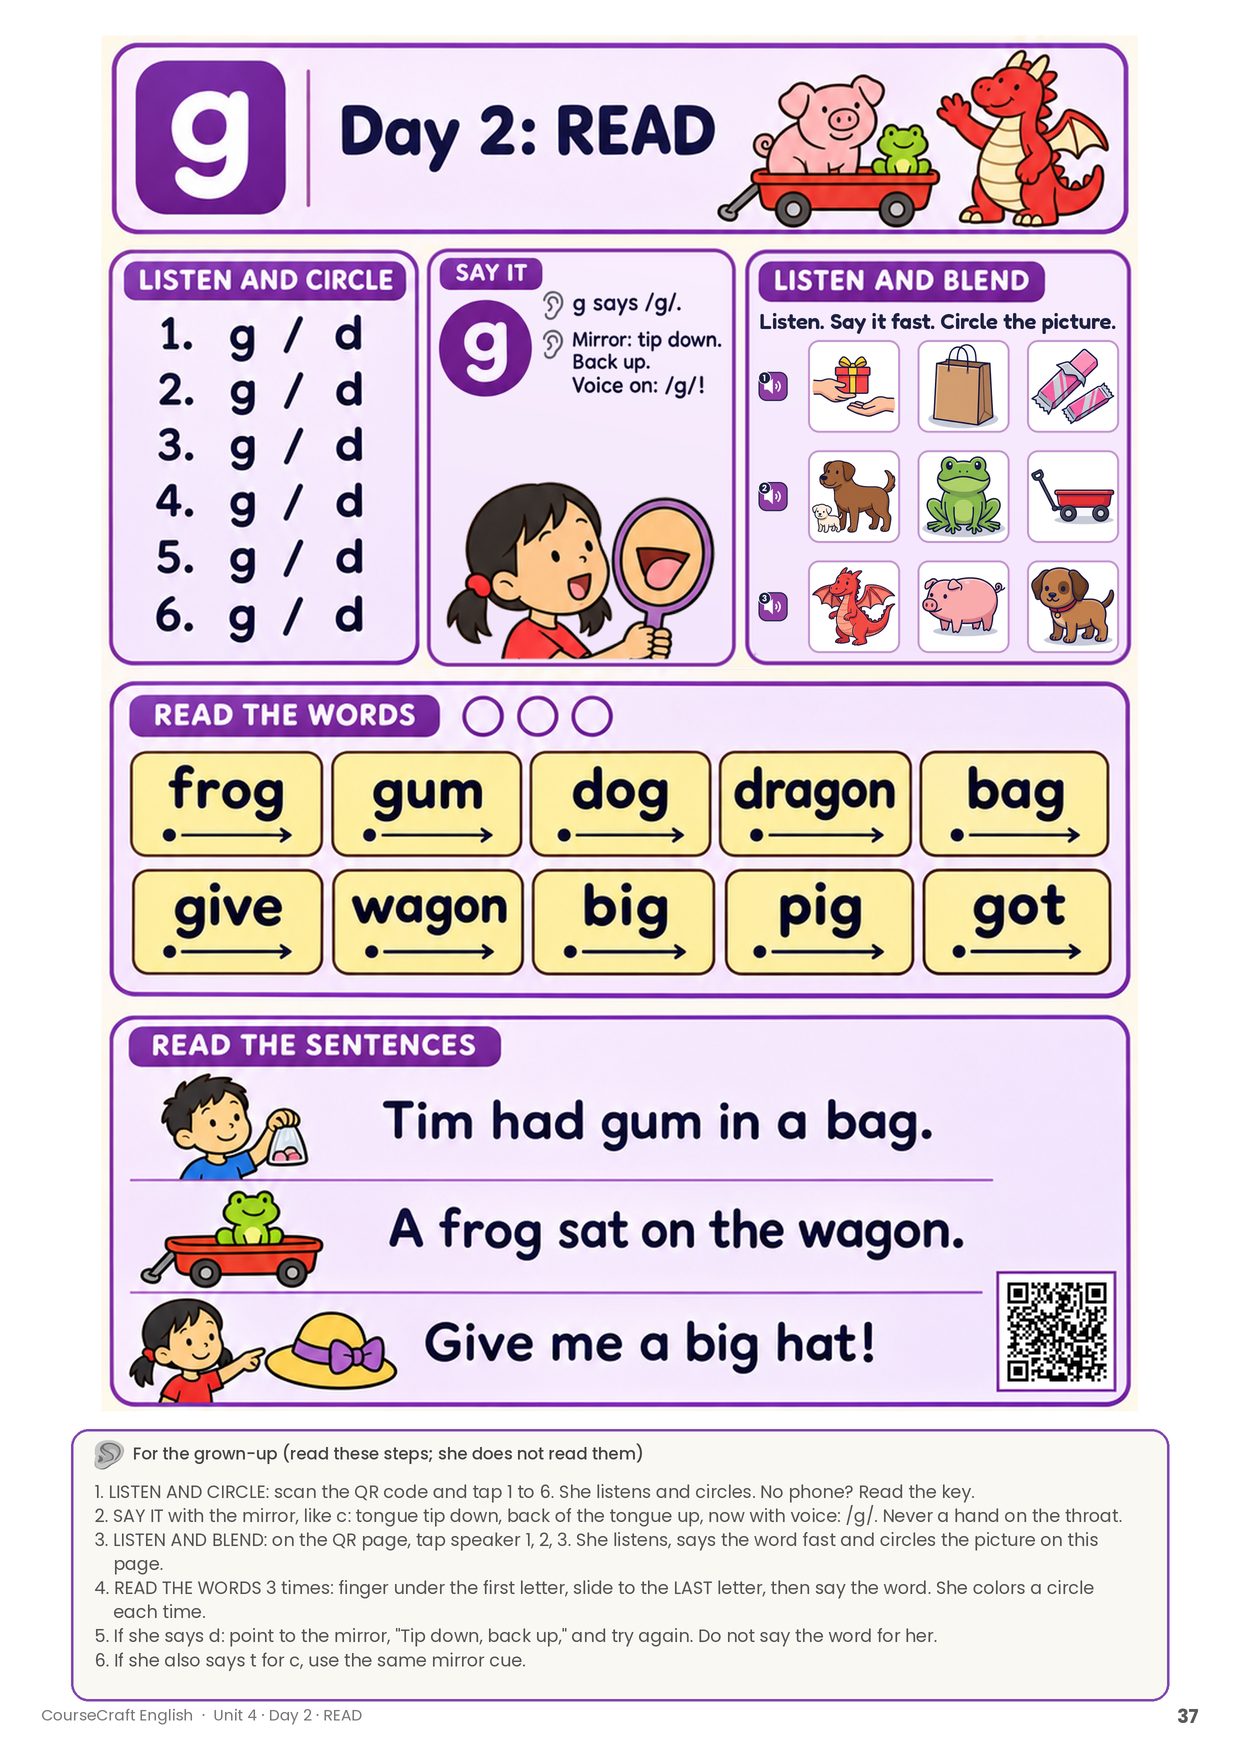 g
Day 2: READ
LISTEN AND CIRCLE
1. g / d
2. g / d
3. g / d
4. g / d
5. g / d
6. g / d
SAY IT
g
g says /g/.
Mirror: tip down.
Back up.
Voice on: /g/!
LISTEN AND BLEND
Listen. Say it fast. Circle the picture.
1
2
3
READ THE WORDS
frog gum dog dragon bag
give wagon big pig got
READ THE SENTENCES
Tim had gum in a bag.
A frog sat on the wagon.
Give me a big hat!
For the grown-up (read these steps; she does not read them)
1. LISTEN AND CIRCLE: scan the QR code and tap 1 to 6. She listens and circles. No phone? Read the key.
2. SAY IT with the mirror, like c: tongue tip down, back of the tongue up, now with voice: /g/. Never a hand on the throat.
3. LISTEN AND BLEND: on the QR page, tap speaker 1, 2, 3. She listens, says the word fast and circles the picture on this
page.
4. READ THE WORDS 3 times: finger under the first letter, slide to the LAST letter, then say the word. She colors a circle
each time.
5. If she says d: point to the mirror, "Tip down, back up," and try again. Do not say the word for her.
6. If she also says t for c, use the same mirror cue.
CourseCraft English · Unit 4 · Day 2 · READ
37